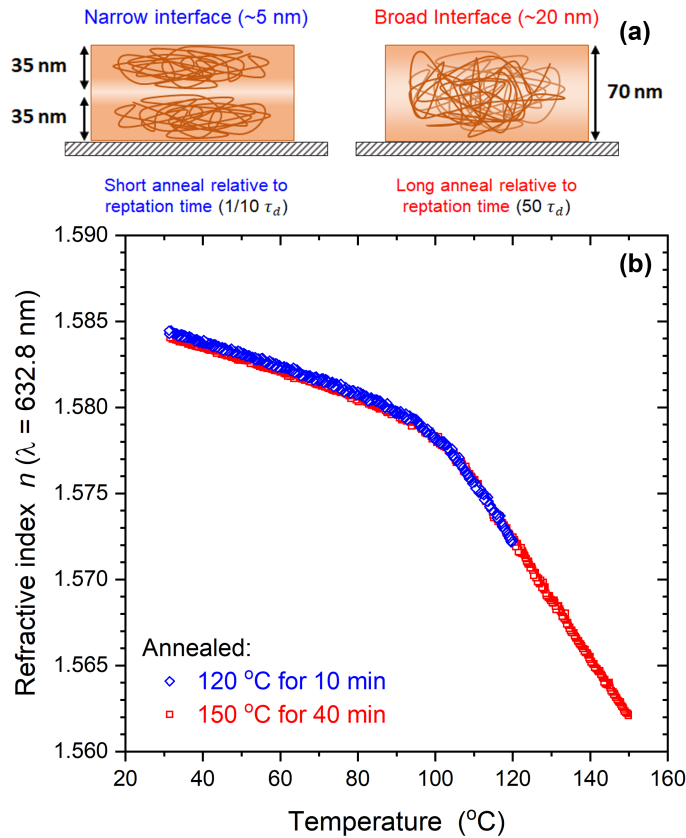 Narrow interface (~5 nm)
Broad Interface (~20 nm)
(a)
35 nm
35 nm
70 nm
Short anneal relative to
reptation time (1/10 τd)
Long anneal relative to
reptation time (50 τd)
(b)
1.590
1.585
1.580
1.575
1.570
1.565
1.560
Refractive index n (λ = 632.8 nm)
Annealed:
120 °C for 10 min
150 °C for 40 min
20 40 60 80 100 120 140 160
Temperature (°C)